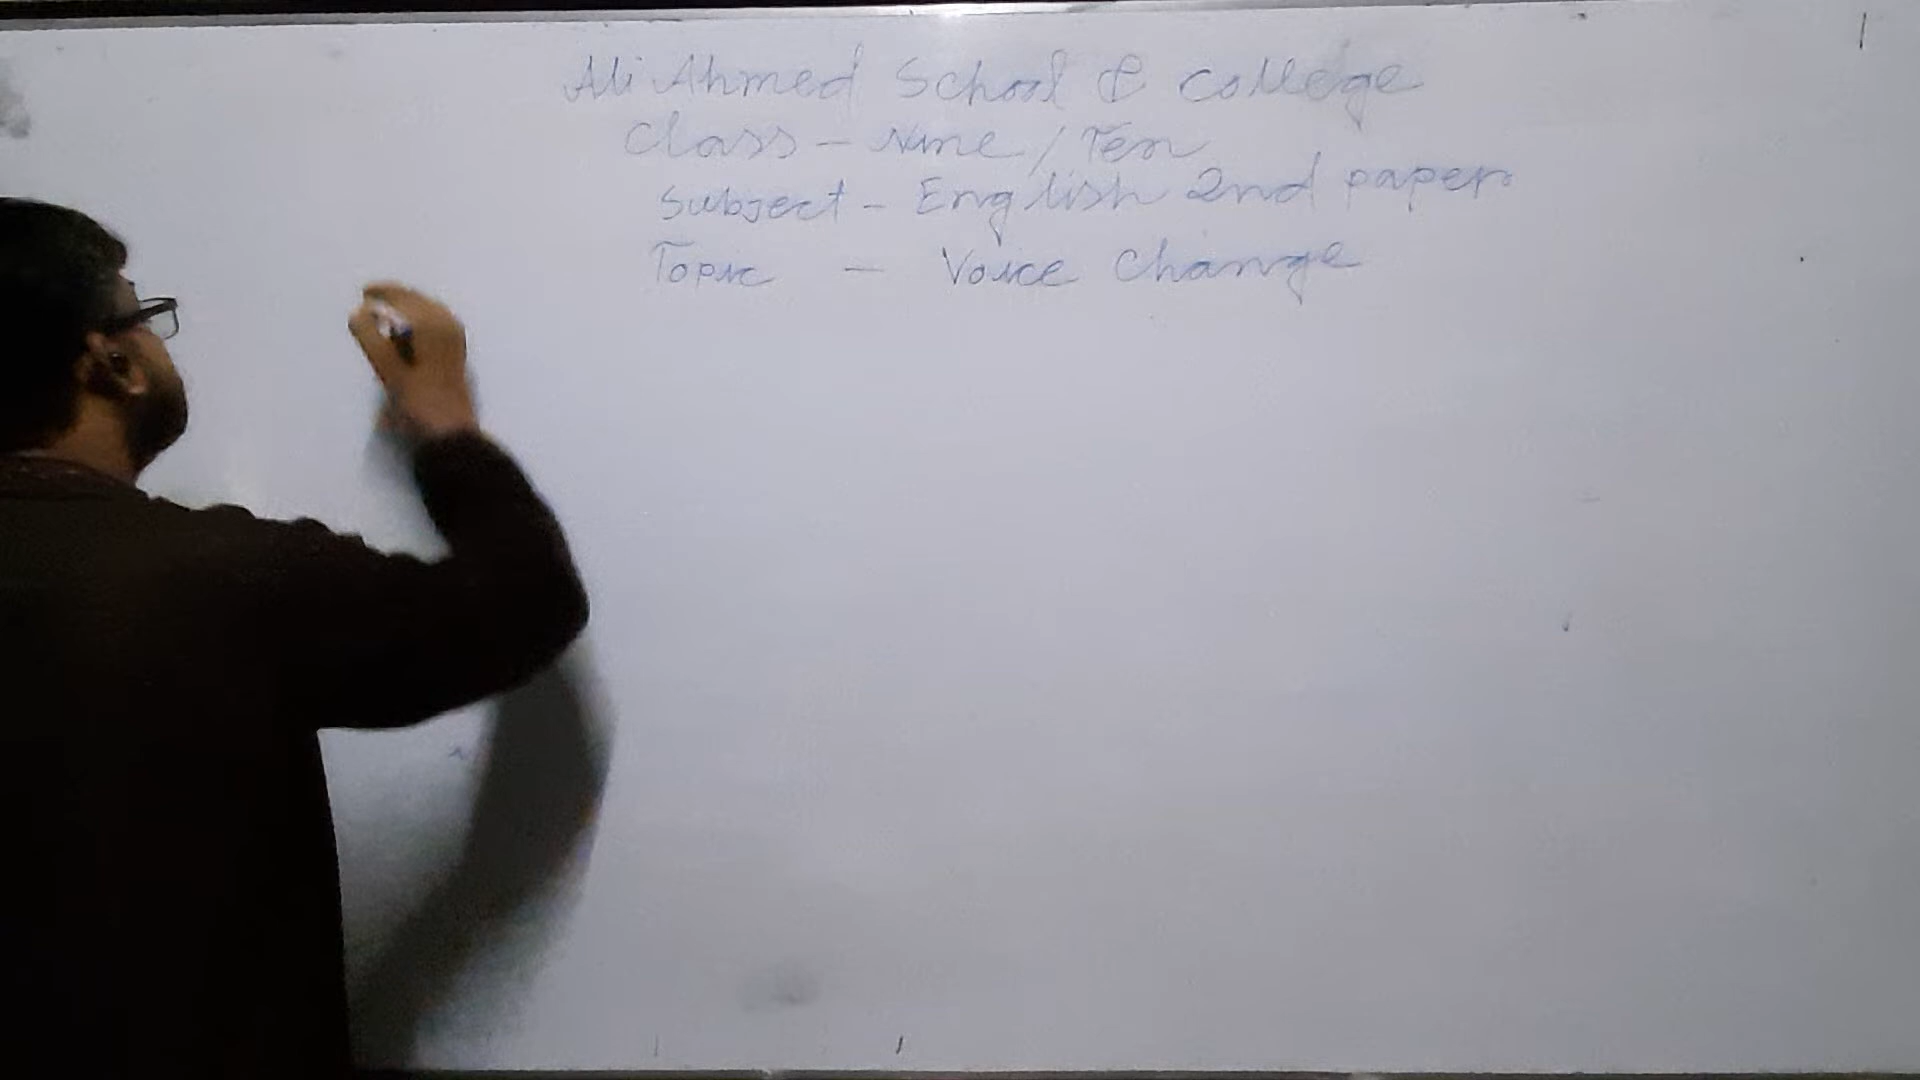 Ali Ahmed School & College
Class - Nine / Ten
Subject - English 2nd paper
Topic - Voice Change